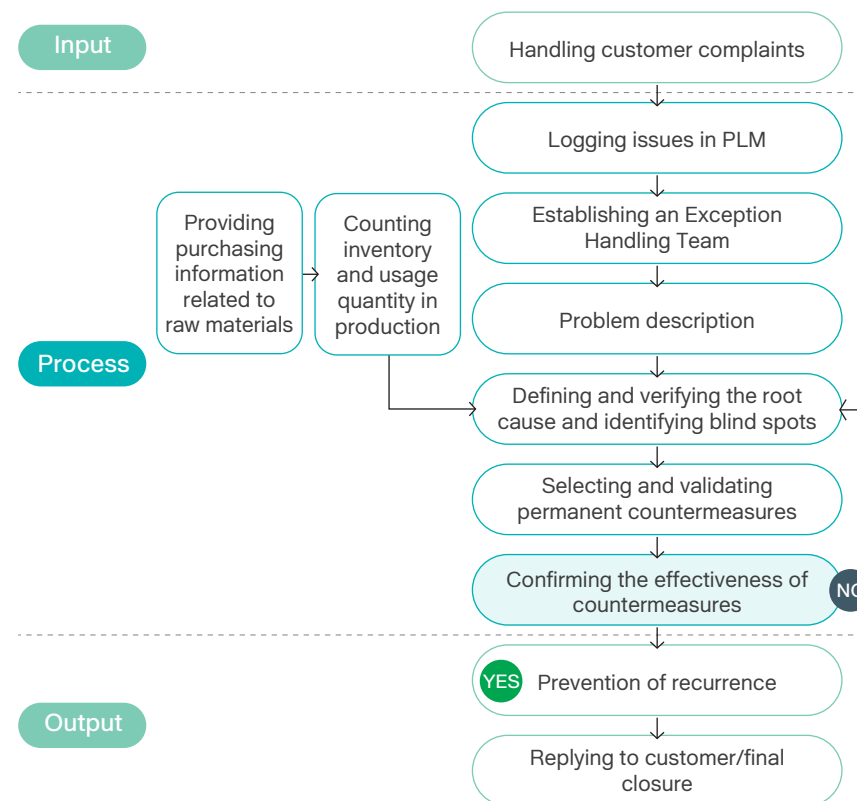 Input
Handling customer complaints
Logging issues in PLM
Establishing an Exception
Handling Team
Providing
purchasing
information
related to
raw materials
Counting
inventory
and usage
quantity in
production
Problem description
Process
Defining and verifying the root
cause and identifying blind spots
Selecting and validating
permanent countermeasures
Confirming the effectiveness of
countermeasures
NO
YES
Prevention of recurrence
Output
Replying to customer/final
closure